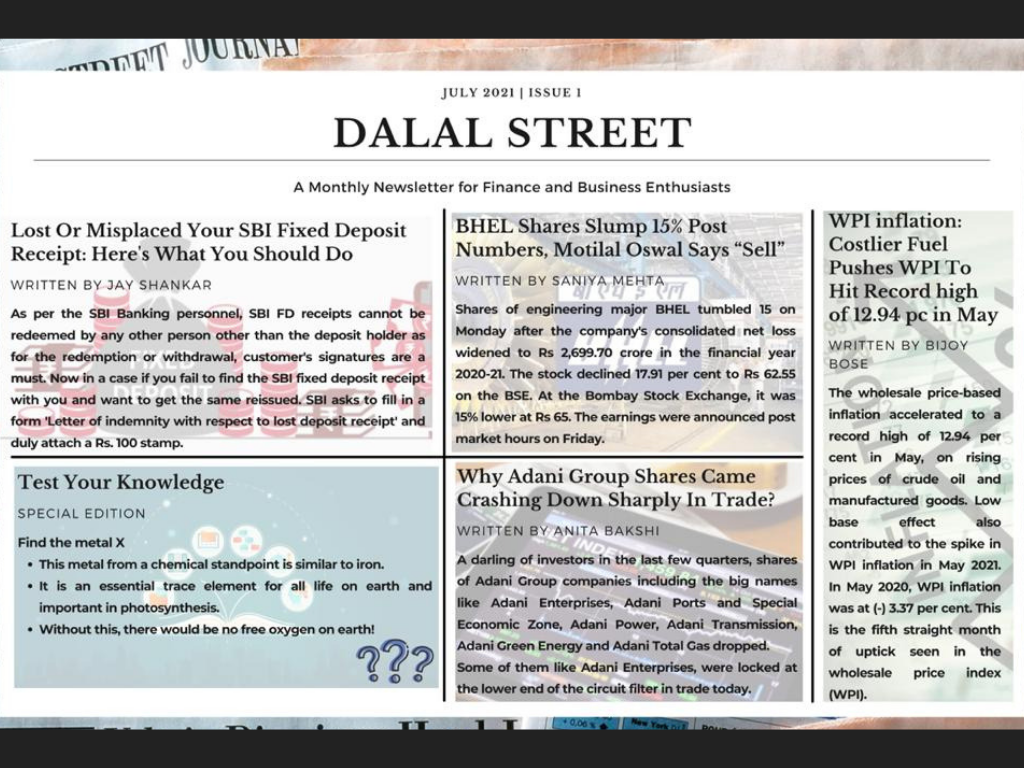 STREET JOURNAL
JULY 2021 | ISSUE 1
DALAL STREET
A Monthly Newsletter for Finance and Business Enthusiasts
Lost Or Misplaced Your SBI Fixed Deposit
Receipt: Here's What You Should Do
WRITTEN BY JAY SHANKAR
As per the SBI Banking personnel, SBI FD receipts cannot be
redeemed by any other person other than the deposit holder as
for the redemption or withdrawal, customer's signatures are a
must. Now in a case if you fail to find the SBI fixed deposit receipt
with you and want to get the same reissued, SBI asks to fill in a
form 'Letter of indemnity with respect to lost deposit receipt' and
duly attach a Rs. 100 stamp.
FIXED
DEPOSIT
Test Your Knowledge
SPECIAL EDITION
Find the metal X
• This metal from a chemical standpoint is similar to iron.
• It is an essential trace element for all life on earth and
important in photosynthesis.
• Without this, there would be no free oxygen on earth!
???
BHEL Shares Slump 15% Post
Numbers, Motilal Oswal Says “Sell”
WRITTEN BY SANIYA MEHTA
बी एच ई एल
Shares of engineering major BHEL tumbled 15 on
Monday after the company's consolidated net loss
widened to Rs 2,699.70 crore in the financial year
2020-21. The stock declined 17.91 per cent to Rs 62.55
on the BSE. At the Bombay Stock Exchange, it was
15% lower at Rs 65. The earnings were announced post
market hours on Friday.
BHEL
Why Adani Group Shares Came
Crashing Down Sharply In Trade?
WRITTEN BY ANITA BAKSHI
INDEX
A darling of investors in the last few quarters, shares
of Adani Group companies including the big names
like Adani Enterprises, Adani Ports and Special
Economic Zone, Adani Power, Adani Transmission,
Adani Green Energy and Adani Total Gas dropped.
Some of them like Adani Enterprises, were locked at
the lower end of the circuit filter in trade today.
WPI inflation:
Costlier Fuel
Pushes WPI To
Hit Record high
of 12.94 pc in May
WRITTEN BY BIJOY
BOSE
The wholesale price-based
inflation accelerated to a
record high of 12.94 per
cent in May, on rising
prices of crude oil and
manufactured goods. Low
base effect also
contributed to the spike in
WPI inflation in May 2021.
In May 2020, WPI inflation
was at (-) 3.37 per cent. This
is the fifth straight month
of uptick seen in the
wholesale price index
(WPI).
INFLATION
+ 0,06 %
New York